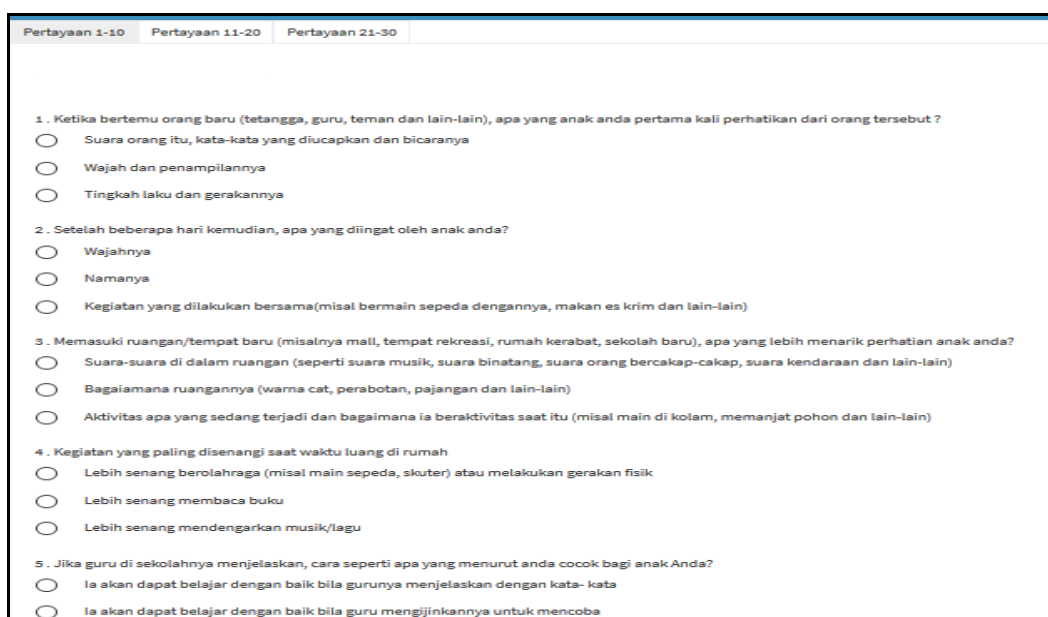 Pertayaan 1-10 Pertayaan 11-20 Pertayaan 21-30
1 . Ketika bertemu orang baru (tetangga, guru, teman dan lain-lain), apa yang anak anda pertama kali perhatikan dari orang tersebut ?
Suara orang itu, kata-kata yang diucapkan dan bicaranya
Wajah dan penampilannya
Tingkah laku dan gerakannya
2 . Setelah beberapa hari kemudian, apa yang diingat oleh anak anda?
Wajahnya
Namanya
Kegiatan yang dilakukan bersama(misal bermain sepeda dengannya, makan es krim dan lain-lain)
3 . Memasuki ruangan/tempat baru (misalnya mall, tempat rekreasi, rumah kerabat, sekolah baru), apa yang lebih menarik perhatian anak anda?
Suara-suara di dalam ruangan (seperti suara musik, suara binatang, suara orang bercakap-cakap, suara kendaraan dan lain-lain)
Bagaiamana ruangannya (warna cat, perabotan, pajangan dan lain-lain)
Aktivitas apa yang sedang terjadi dan bagaimana ia beraktivitas saat itu (misal main di kolam, memanjat pohon dan lain-lain)
4 . Kegiatan yang paling disenangi saat waktu luang di rumah
Lebih senang berolahraga (misal main sepeda, skuter) atau melakukan gerakan fisik
Lebih senang membaca buku
Lebih senang mendengarkan musik/lagu
5 . Jika guru di sekolahnya menjelaskan, cara seperti apa yang menurut anda cocok bagi anak Anda?
Ia akan dapat belajar dengan baik bila gurunya menjelaskan dengan kata- kata
Ia akan dapat belajar dengan baik bila guru mengijinkannya untuk mencoba